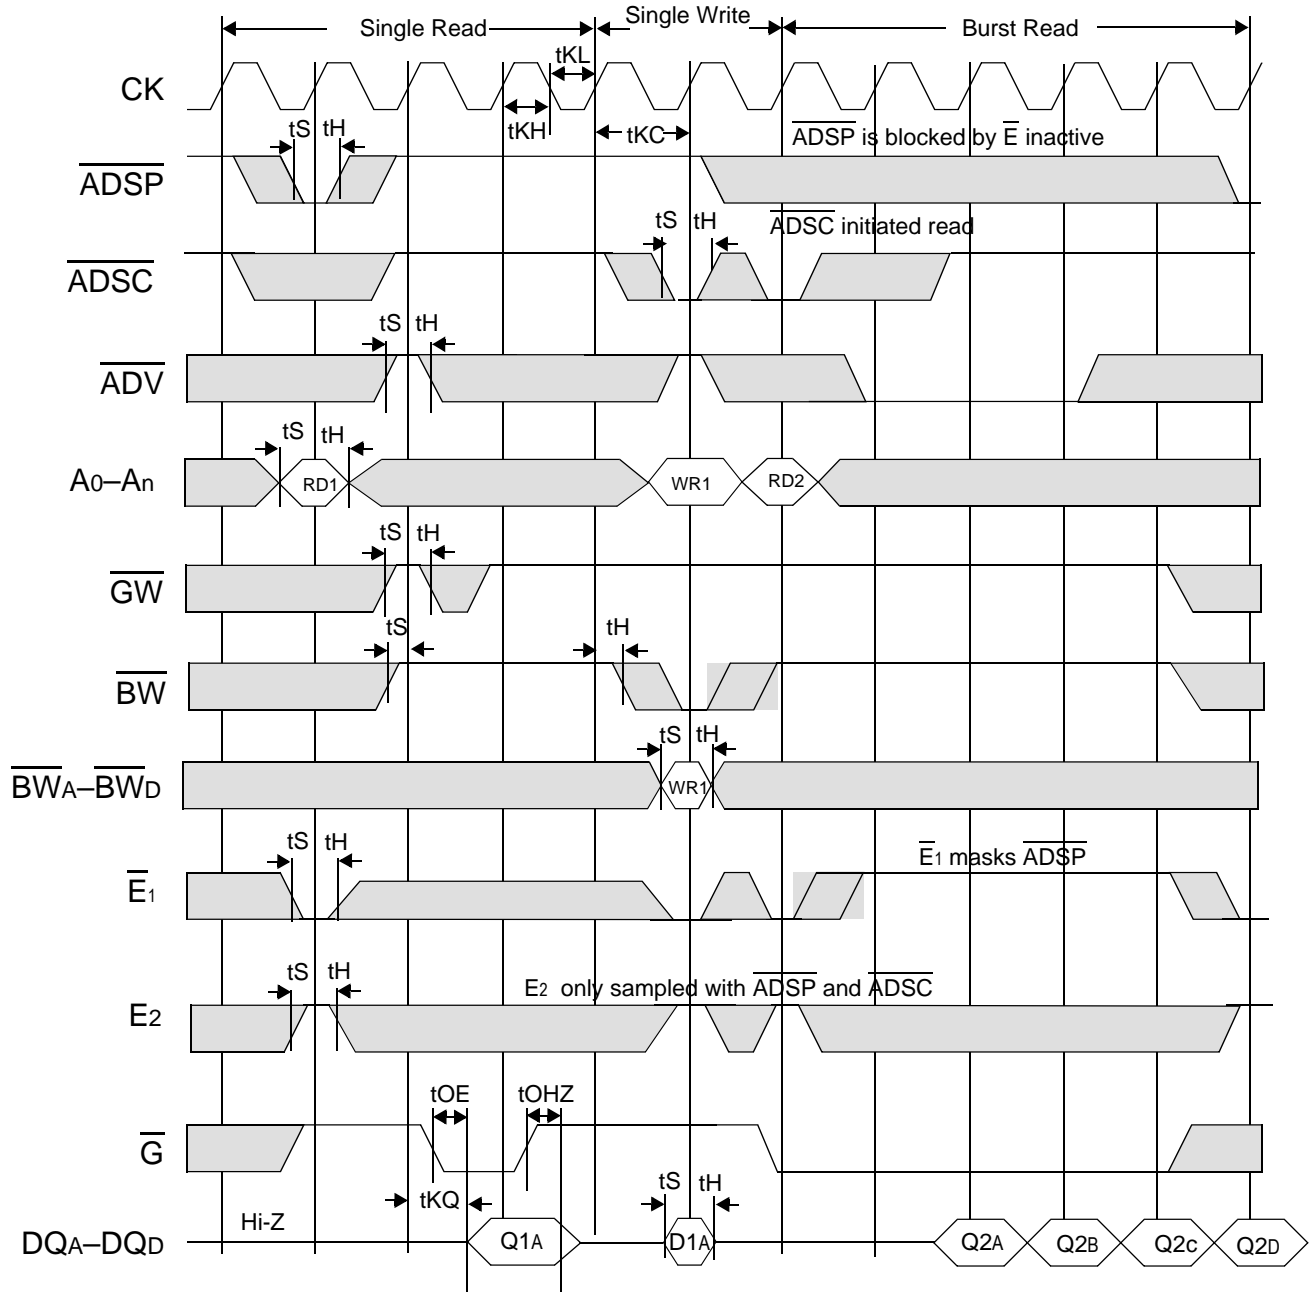 Single Read
Single Write
Burst Read
CK
tKL
tKH
tKC
tS
tH
ADSP is blocked by E inactive
ADSP
tS
tH
ADSC initiated read
ADSC
tS
tH
ADV
tS
tH
A0–An
RD1
WR1
RD2
tS
tH
GW
tS
tH
BW
tS
tH
BWA–BWD
WR1
tS
tH
E1 masks ADSP
E1
tS
tH
E2 only sampled with ADSP and ADSC
E2
tOE
tOHZ
G
tKQ
tS
tH
Hi-Z
DQA–DQD
Q1A
D1A
Q2A
Q2B
Q2c
Q2D